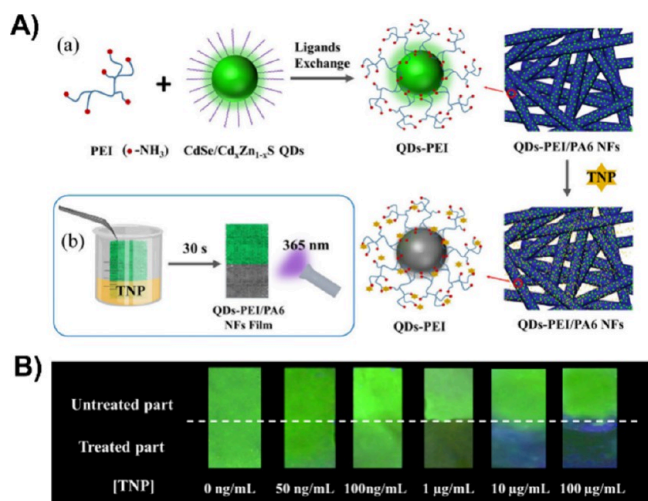 A)
(a)
Ligands
Exchange
PEI (•-NH3)
CdSe/CdxZn1-xS QDs
QDs-PEI
QDs-PEI/PA6 NFs
TNP
(b)
30 s
365 nm
TNP
QDs-PEI/PA6
NFs Film
QDs-PEI
QDs-PEI/PA6 NFs
B)
Untreated part
Treated part
[TNP] 0 ng/mL 50 ng/mL 100ng/mL 1 μg/mL 10 μg/mL 100 μg/mL